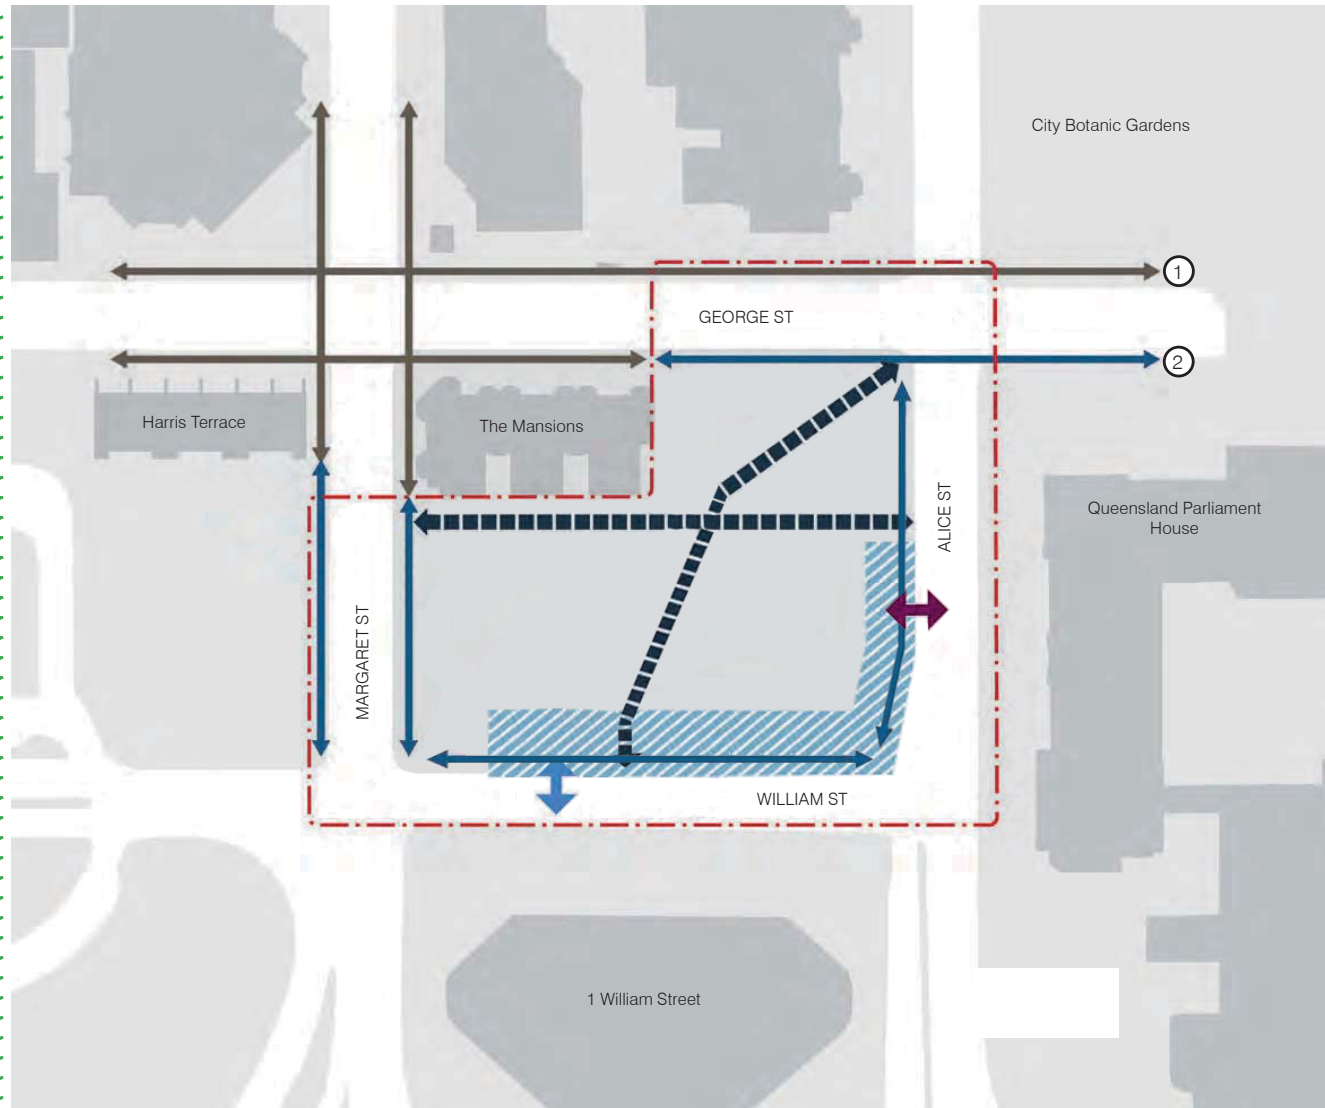 City Botanic Gardens
1
GEORGE ST
2
Harris Terrace
The Mansions
ALICE ST
Queensland Parliament
House
MARGARET ST
WILLIAM ST
1 William Street